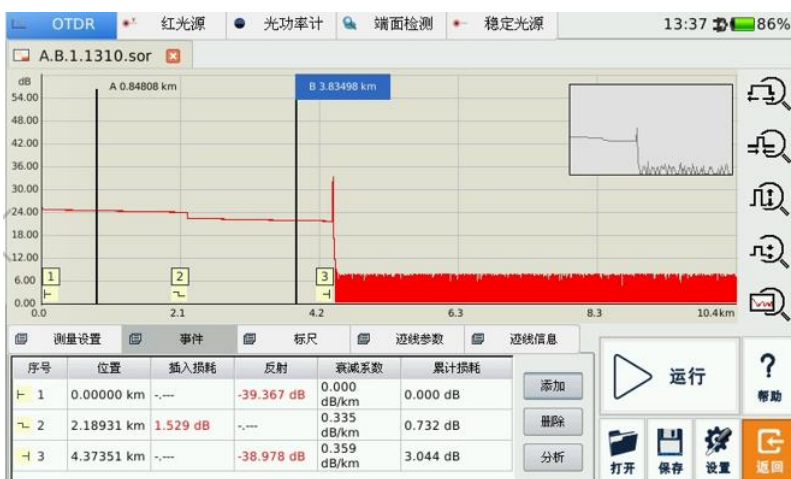 OTDR 红光源 光功率计 端面检测 稳定光源 13:37 86%
A.B.1.1310.sor
dB
54.00 A 0.84808 km B 3.83498 km
48.00
42.00
36.00
30.00
24.00
18.00
12.00
6.00 1 2 3
0.00
0.0 2.1 4.2 6.3 8.3 10.4km
测量设置 事件 标尺 迹线参数 迹线信息
序号 位置 插入损耗 反射 衰减系数 累计损耗
1 0.00000 km -.--- -39.367 dB 0.000 dB/km 0.000 dB
2 2.18931 km 1.529 dB -.--- 0.335 dB/km 0.732 dB
3 4.37351 km -.--- -38.978 dB 0.359 dB/km 3.044 dB
添加
删除
分析
运行
帮助
打开 保存 设置 返回